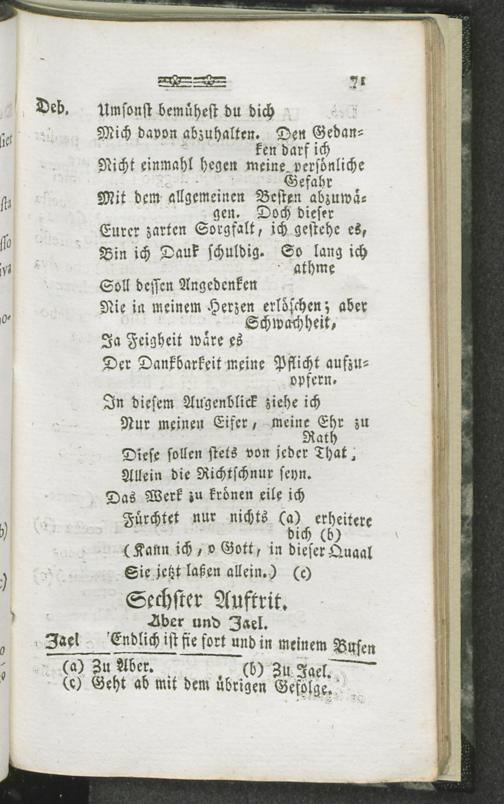 71
Deb. Umsonst bemühest du dich
Mich davon abzuhalten. Den Gedan-
ken darf ich
Nicht einmahl hegen meine persönliche
Gefahr
Mit dem allgemeinen Besten abzuwä-
gen. Doch dieser
Eurer zarten Sorgfalt, ich gestehe es,
Bin ich Dank schuldig. So lang ich
athme
Soll dessen Angedenken
Nie in meinem Herzen erlöschen; aber
Schwachheit,
Ja Feigheit wäre es
Der Dankbarkeit meine Pflicht aufzu-
opfern.
In diesem Augenblick ziehe ich
Nur meinen Eifer, meine Ehr zu
Rath
Diese sollen stets von jeder That,
Allein die Richtschnur seyn.
Das Werk zu krönen eile ich
Fürchtet nur nichts (a) erheitere
dich (b)
(Kann ich, o Gott, in dieser Quaal
Sie jetzt laßen allein.) (c)
Sechster Auftrit.
Aber und Jael.
Jael Endlich ist sie fort und in meinem Busen
(a) Zu Aber. (b) Zu Jael.
(c) Geht ab mit dem übrigen Gefolge.